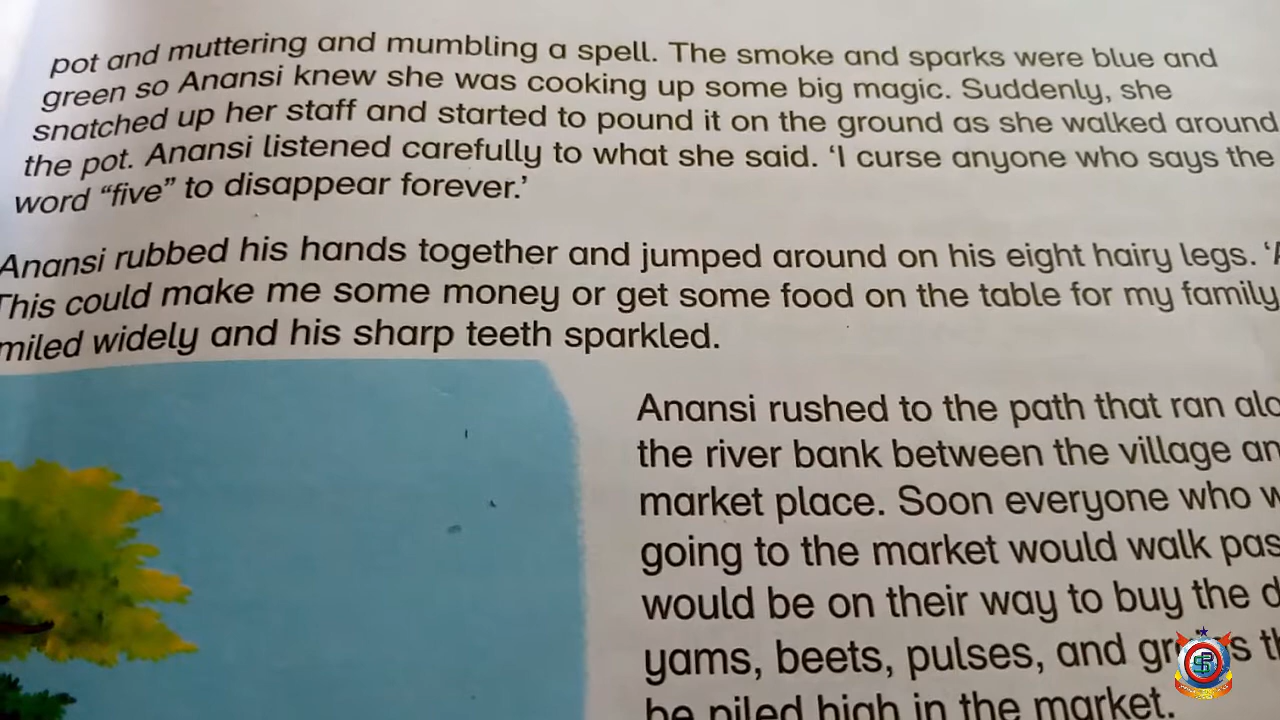 pot and muttering and mumbling a spell. The smoke and sparks were blue and
green so Anansi knew she was cooking up some big magic. Suddenly, she
snatched up her staff and started to pound it on the ground as she walked around
the pot. Anansi listened carefully to what she said. ‘I curse anyone who says the
word “five” to disappear forever.’
Anansi rubbed his hands together and jumped around on his eight hairy legs.
This could make me some money or get some food on the table for my family
miled widely and his sharp teeth sparkled.
Anansi rushed to the path that ran
the river bank between the village
market place. Soon everyone who
going to the market would walk
would be on their way to buy the
yams, beets, pulses, and
be piled high in the market.